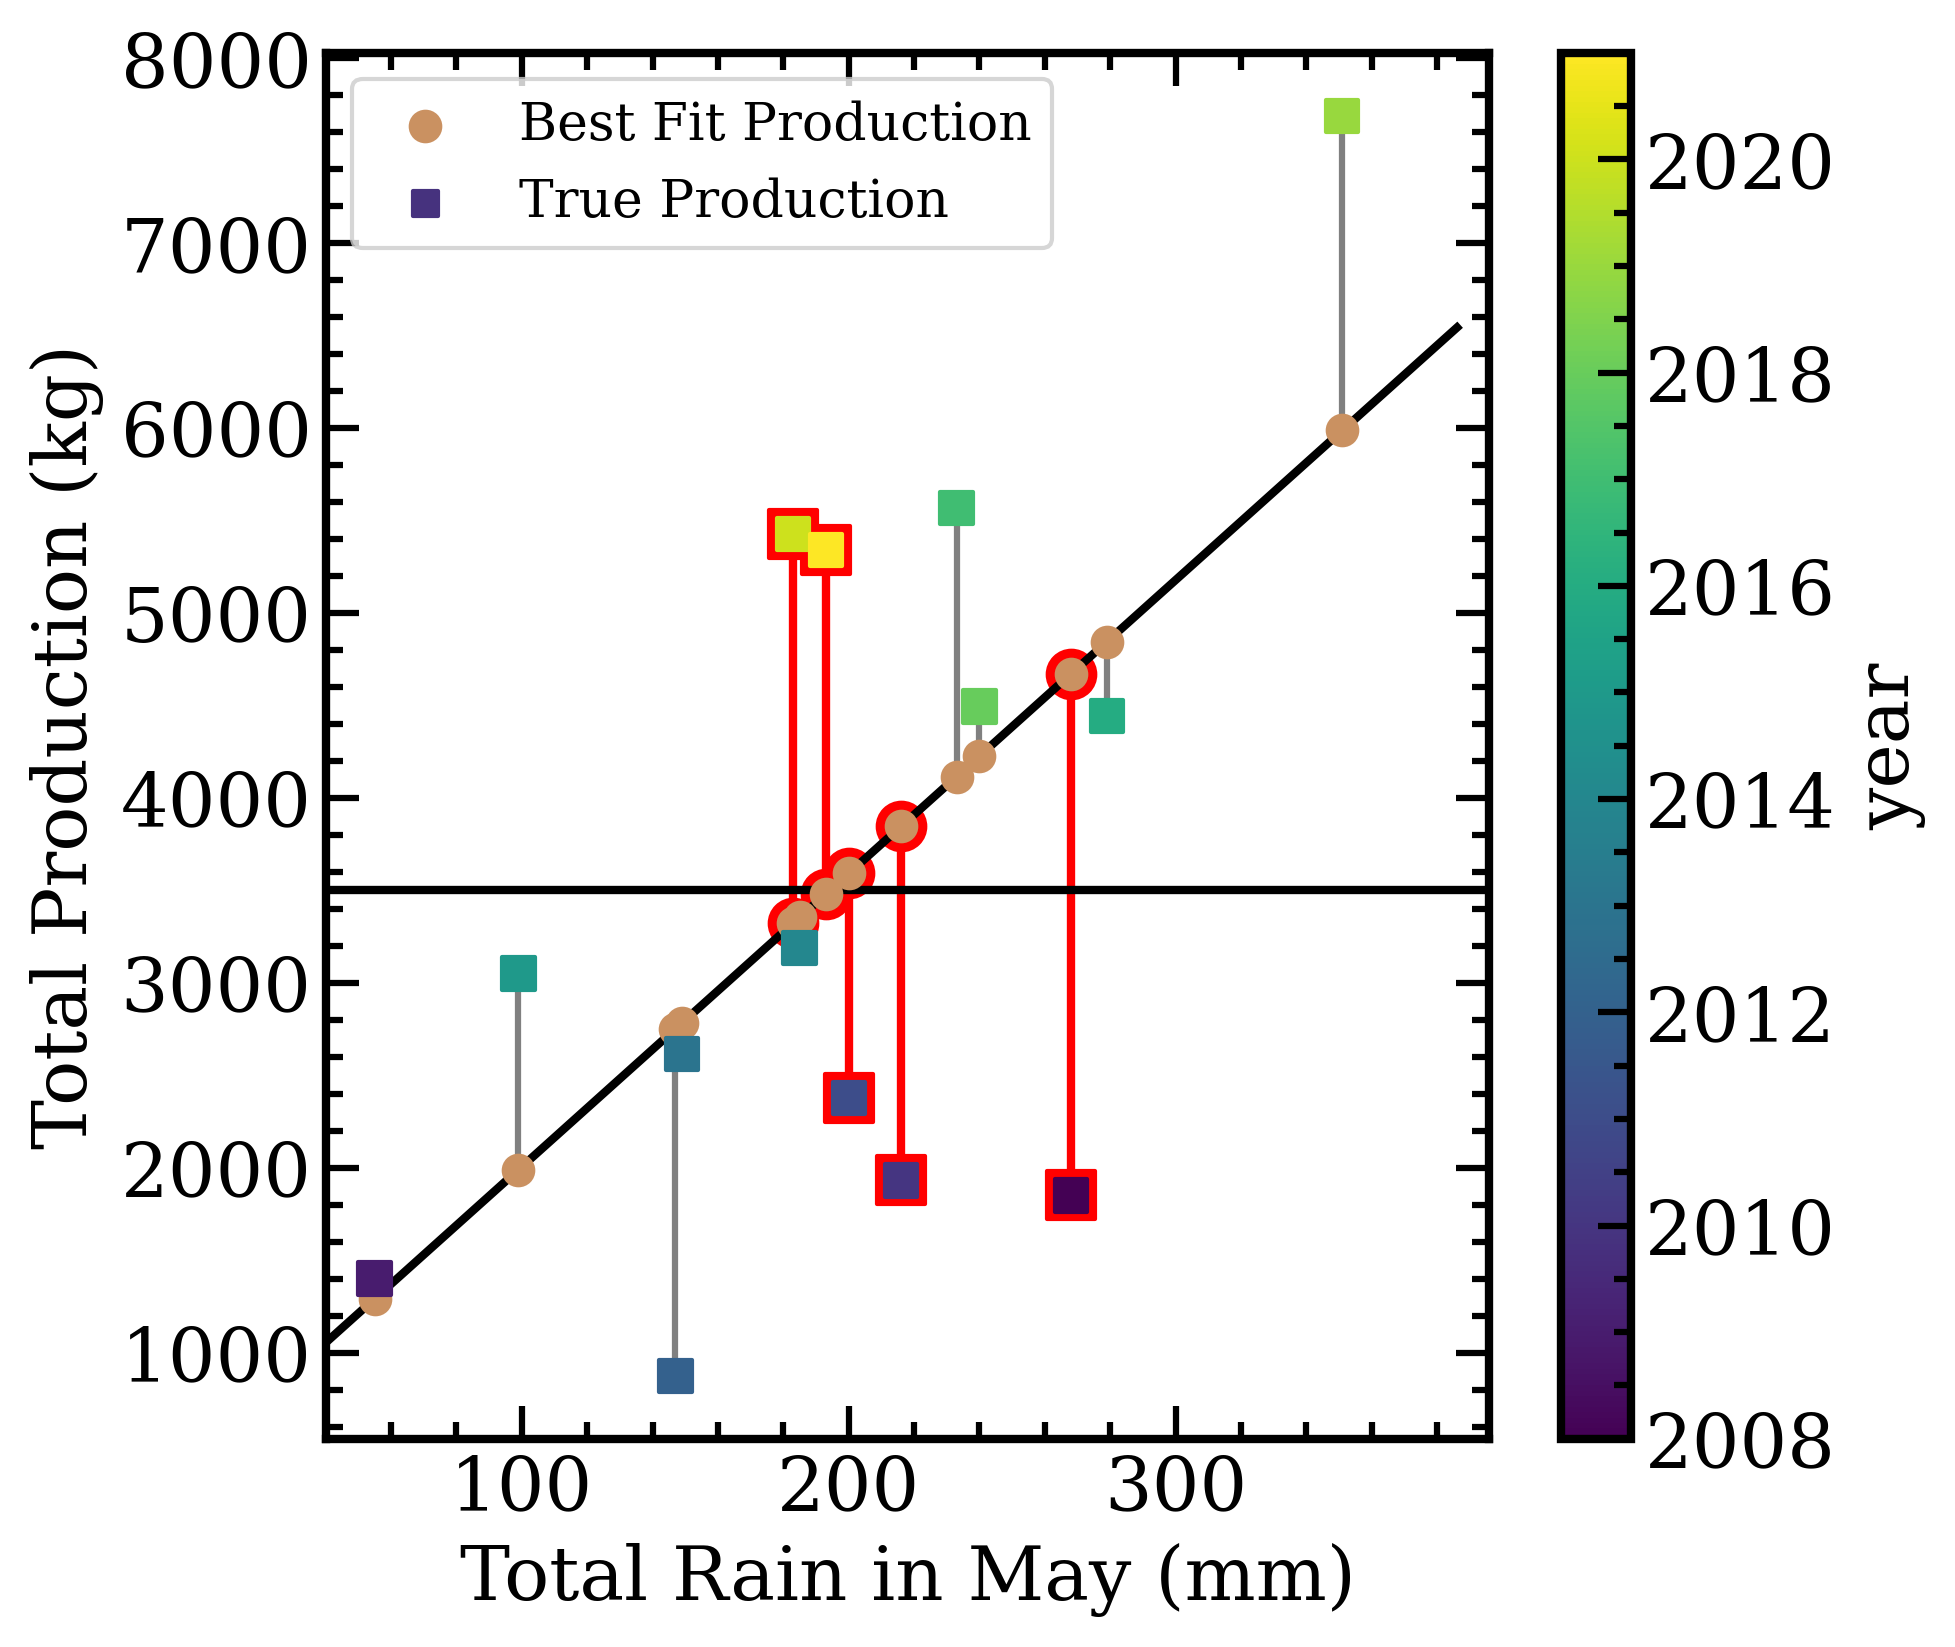 8000
7000
6000
5000
4000
3000
2000
1000
Total Production (kg)
Best Fit Production
True Production
100 200 300
Total Rain in May (mm)
2020
2018
2016
2014
2012
2010
2008
year